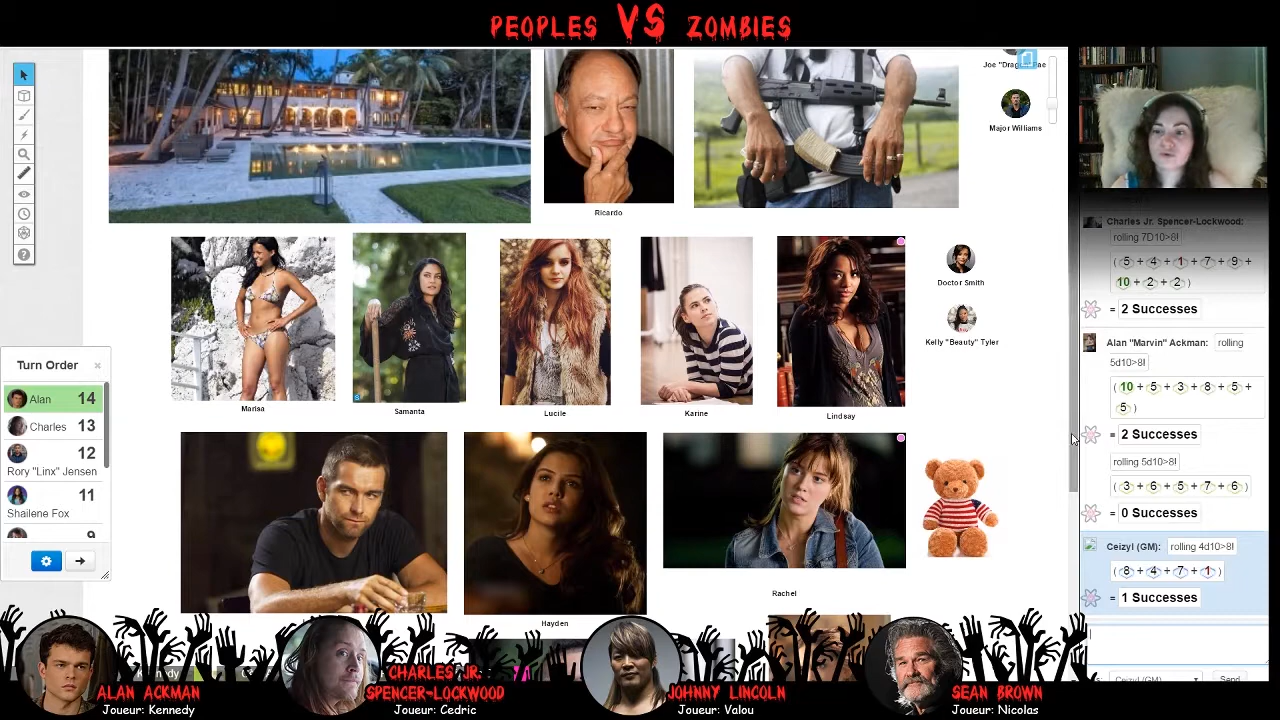 PEOPLES VS ZOMBIES
Ricardo
Major Williams
Marisa
Samanta
Lucile
Karine
Lindsay
Doctor Smith
Kelly "Beauty" Tyler
Hayden
Rachel
Turn Order
Alan 14
Charles 13
12
Rory "Linx" Jensen
11
Shailene Fox
Charles Jr. Spencer-Lockwood:
rolling 7D10>8!
(5+4+1+7+9+
10+2+2)
= 2 Successes
Alan "Marvin" Ackman: rolling
5d10>8!
(10+5+3+8+5+
5)
= 2 Successes
rolling 5d10>8!
(3+6+5+7+6)
= 0 Successes
Ceizyl (GM): rolling 4d10>8!
(8+4+7+1)
= 1 Successes
Ceizyl (GM)
Send
ALAN ACKMAN
Joueur: Kennedy
CHARLES JR.
SPENCER-LOCKWOOD
Joueur: Cedric
JOHNNY LINCOLN
Joueur: Valou
SEAN BROWN
Joueur: Nicolas